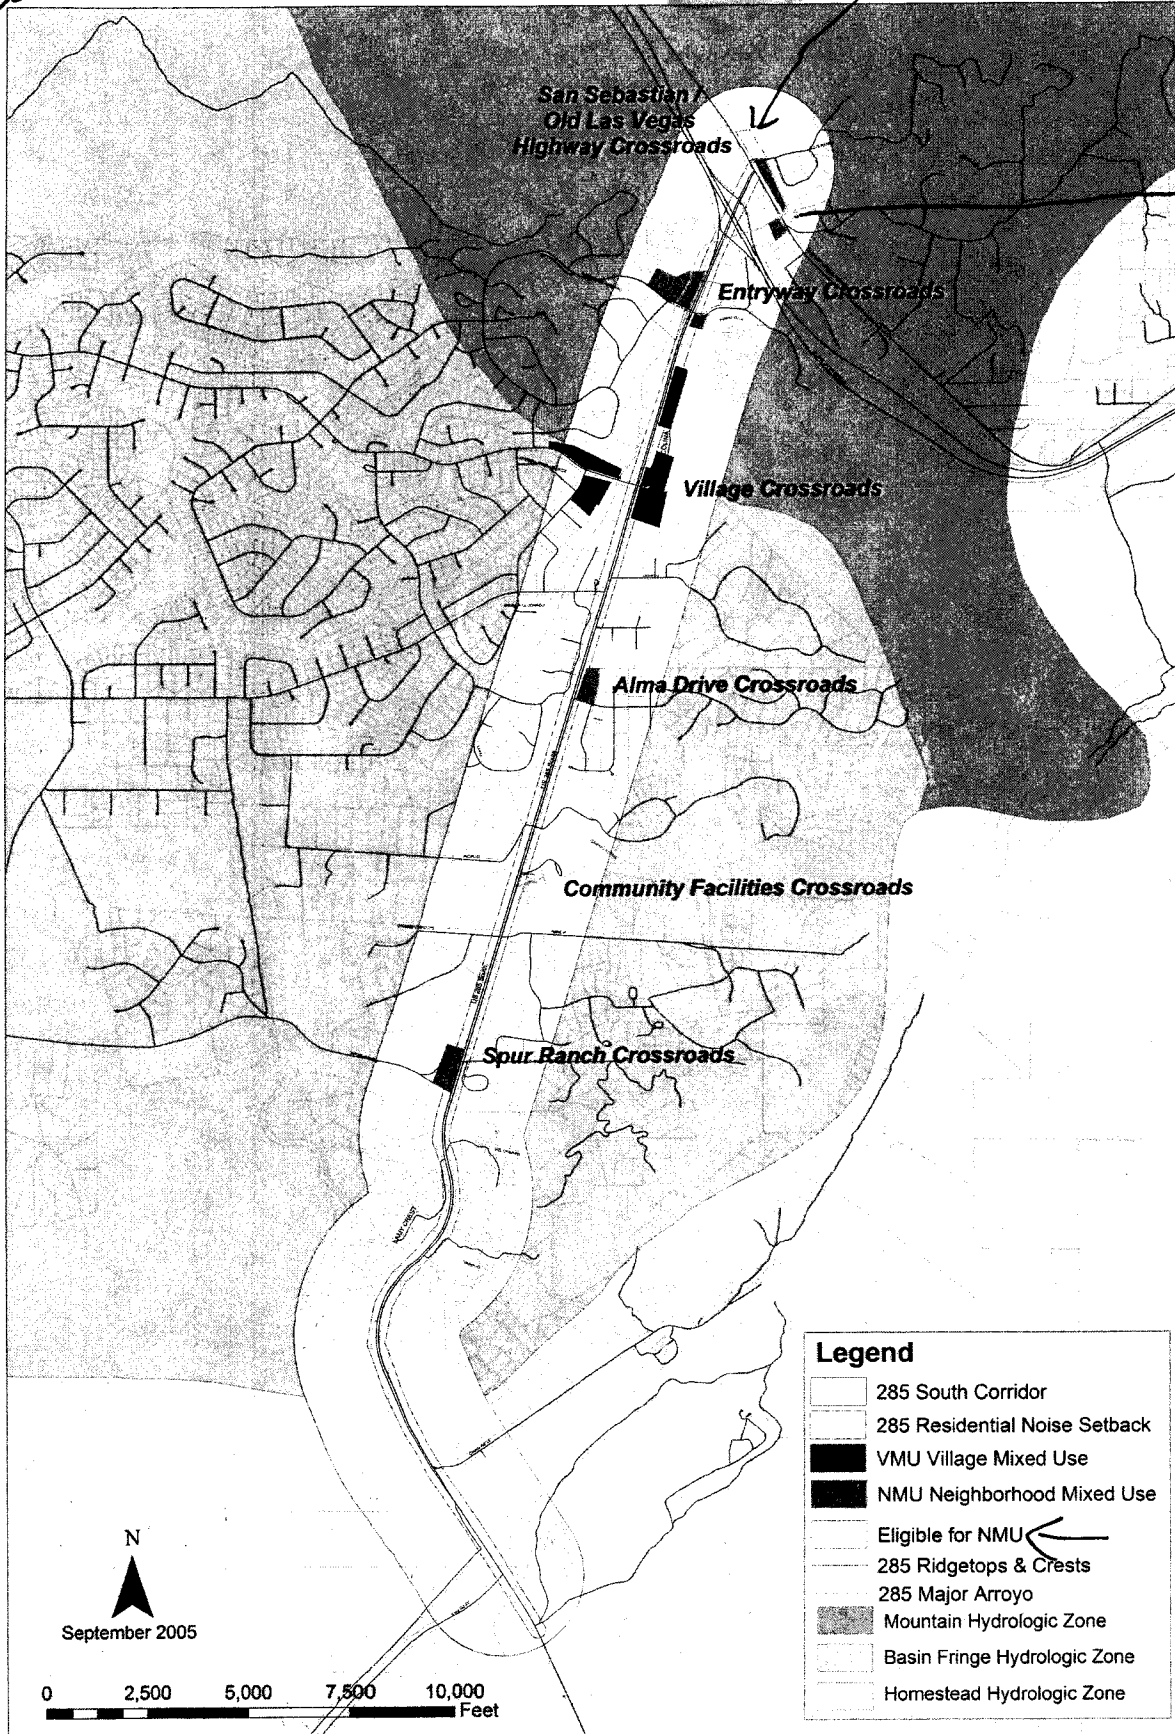 San Sebastian /
Old Las Vegas
Highway Crossroads
Entryway Crossroads
Village Crossroads
Alma Drive Crossroads
Community Facilities Crossroads
Spur Ranch Crossroads
Legend
285 South Corridor
285 Residential Noise Setback
VMU Village Mixed Use
NMU Neighborhood Mixed Use
Eligible for NMU
285 Ridgetops & Crests
285 Major Arroyo
Mountain Hydrologic Zone
Basin Fringe Hydrologic Zone
Homestead Hydrologic Zone
N
September 2005
0 2,500 5,000 7,500 10,000
Feet